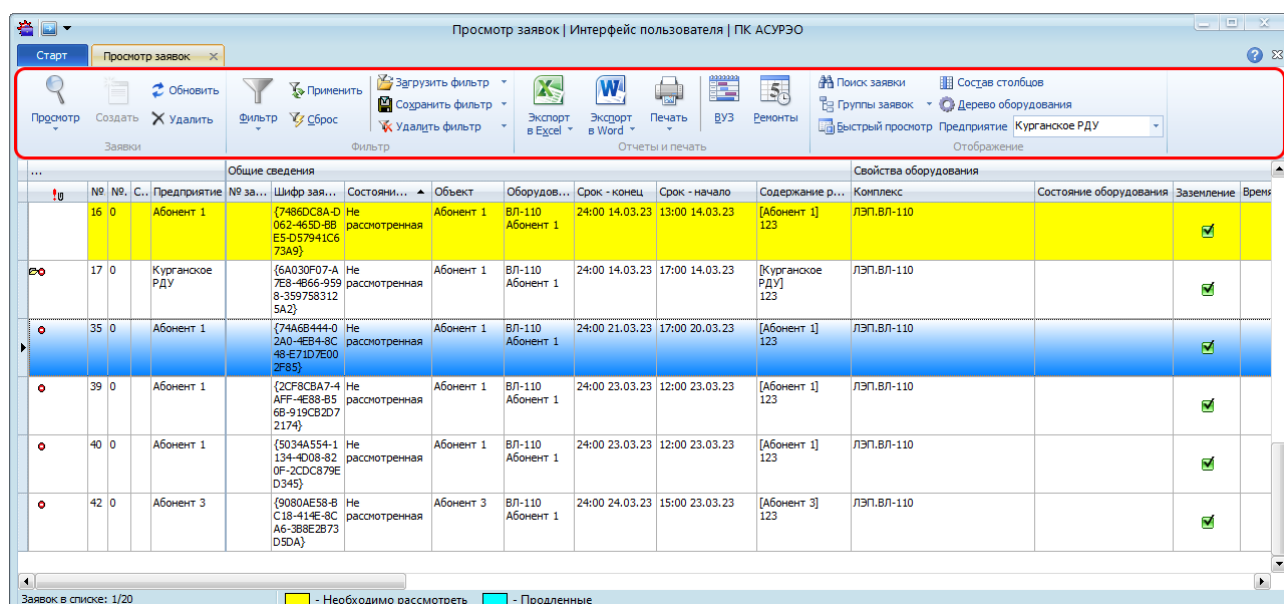 Просмотр заявок | Интерфейс пользователя | ПК АСУРЭО
Старт Просмотр заявок
Просмотр Создать Обновить Удалить
Заявки
Фильтр Применить Сброс Загрузить фильтр Сохранить фильтр Удалить фильтр
Фильтр
Экспорт в Excel Экспорт в Word Печать ВУЗ Ремонты
Отчеты и печать
Поиск заявки Состав столбцов
Группы заявок Дерево оборудования
Быстрый просмотр Предприятие Курганское РДУ
Отображение
... Общие сведения Свойства оборудования
№ №. С.. Предприятие № за... Шифр зая... Состояни... Объект Оборудов... Срок - конец Срок - начало Содержание р... Комплекс Состояние оборудования Заземление Время
16 0 Абонент 1 {7486DC8A-D Не Абонент 1 ВЛ-110 24:00 14.03.23 13:00 14.03.23 [Абонент 1] ЛЭП.ВЛ-110
062-465D-BB рассмотренная Абонент 1 123
E5-D57941C6
73A9}
17 0 Курганское {6A030F07-A Не Абонент 1 ВЛ-110 24:00 14.03.23 17:00 14.03.23 [Курганское ЛЭП.ВЛ-110
РДУ 7E8-4B66-959 рассмотренная Абонент 1 РДУ]
8-359758312 123
5A2}
35 0 Абонент 1 {74A6B444-0 Не Абонент 1 ВЛ-110 24:00 21.03.23 17:00 20.03.23 [Абонент 1] ЛЭП.ВЛ-110
2A0-4EB4-8C рассмотренная Абонент 1 123
48-E71D7E00
2F85}
39 0 Абонент 1 {2CF8CBA7-4 Не Абонент 1 ВЛ-110 24:00 23.03.23 12:00 23.03.23 [Абонент 1] ЛЭП.ВЛ-110
AFF-4E88-B5 рассмотренная Абонент 1 123
6B-919CB2D7
2174}
40 0 Абонент 1 {5034A554-1 Не Абонент 1 ВЛ-110 24:00 23.03.23 12:00 23.03.23 [Абонент 1] ЛЭП.ВЛ-110
134-4D08-82 рассмотренная Абонент 1 123
0F-2CDC879E
D345}
42 0 Абонент 3 {9080AE58-B Не Абонент 3 ВЛ-110 24:00 24.03.23 15:00 23.03.23 [Абонент 3] ЛЭП.ВЛ-110
C18-414E-8C рассмотренная Абонент 1 123
A6-3B8E2B73
D5DA}
Заявок в списке: 1/20 - Необходимо рассмотреть - Продленные